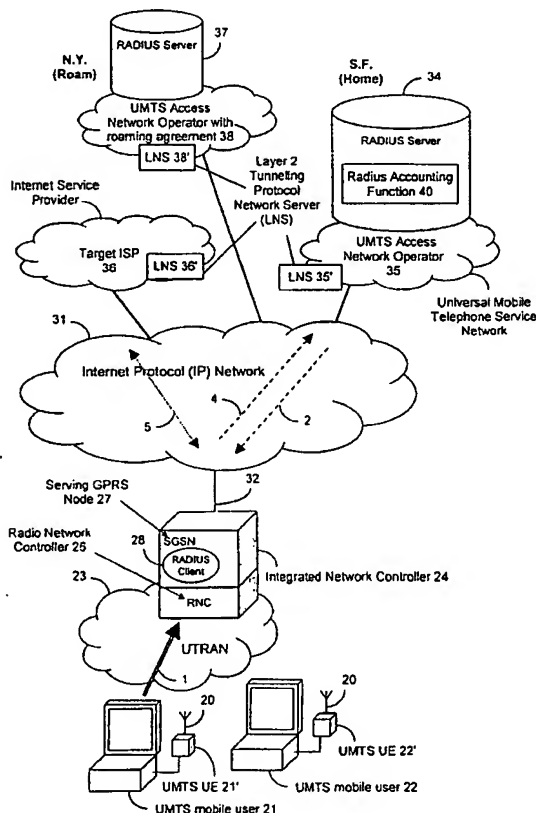 N.Y.
(Roam)
37
RADIUS Server
S.F.
(Home)
34
UMTS Access
Network Operator with
roaming agreement 38
LNS 38'
RADIUS Server
Radius Accounting
Function 40
Layer 2
Tunneling
Protocol
Network Server
(LNS)
Internet Service
Provider
Target ISP
36
LNS 36'
LNS 35'
UMTS Access
Network Operator
35
Universal Mobile
Telephone Service
Network
31
Internet Protocol (IP) Network
5
4
2
32
Serving GPRS
Node 27
Radio Network
Controller 25
28
SGSN
RADIUS
Client
23
RNC
Integrated Network Controller 24
UTRAN
1
20
20
UMTS UE 21'
UMTS UE 22'
UMTS mobile user 22
UMTS mobile user 21